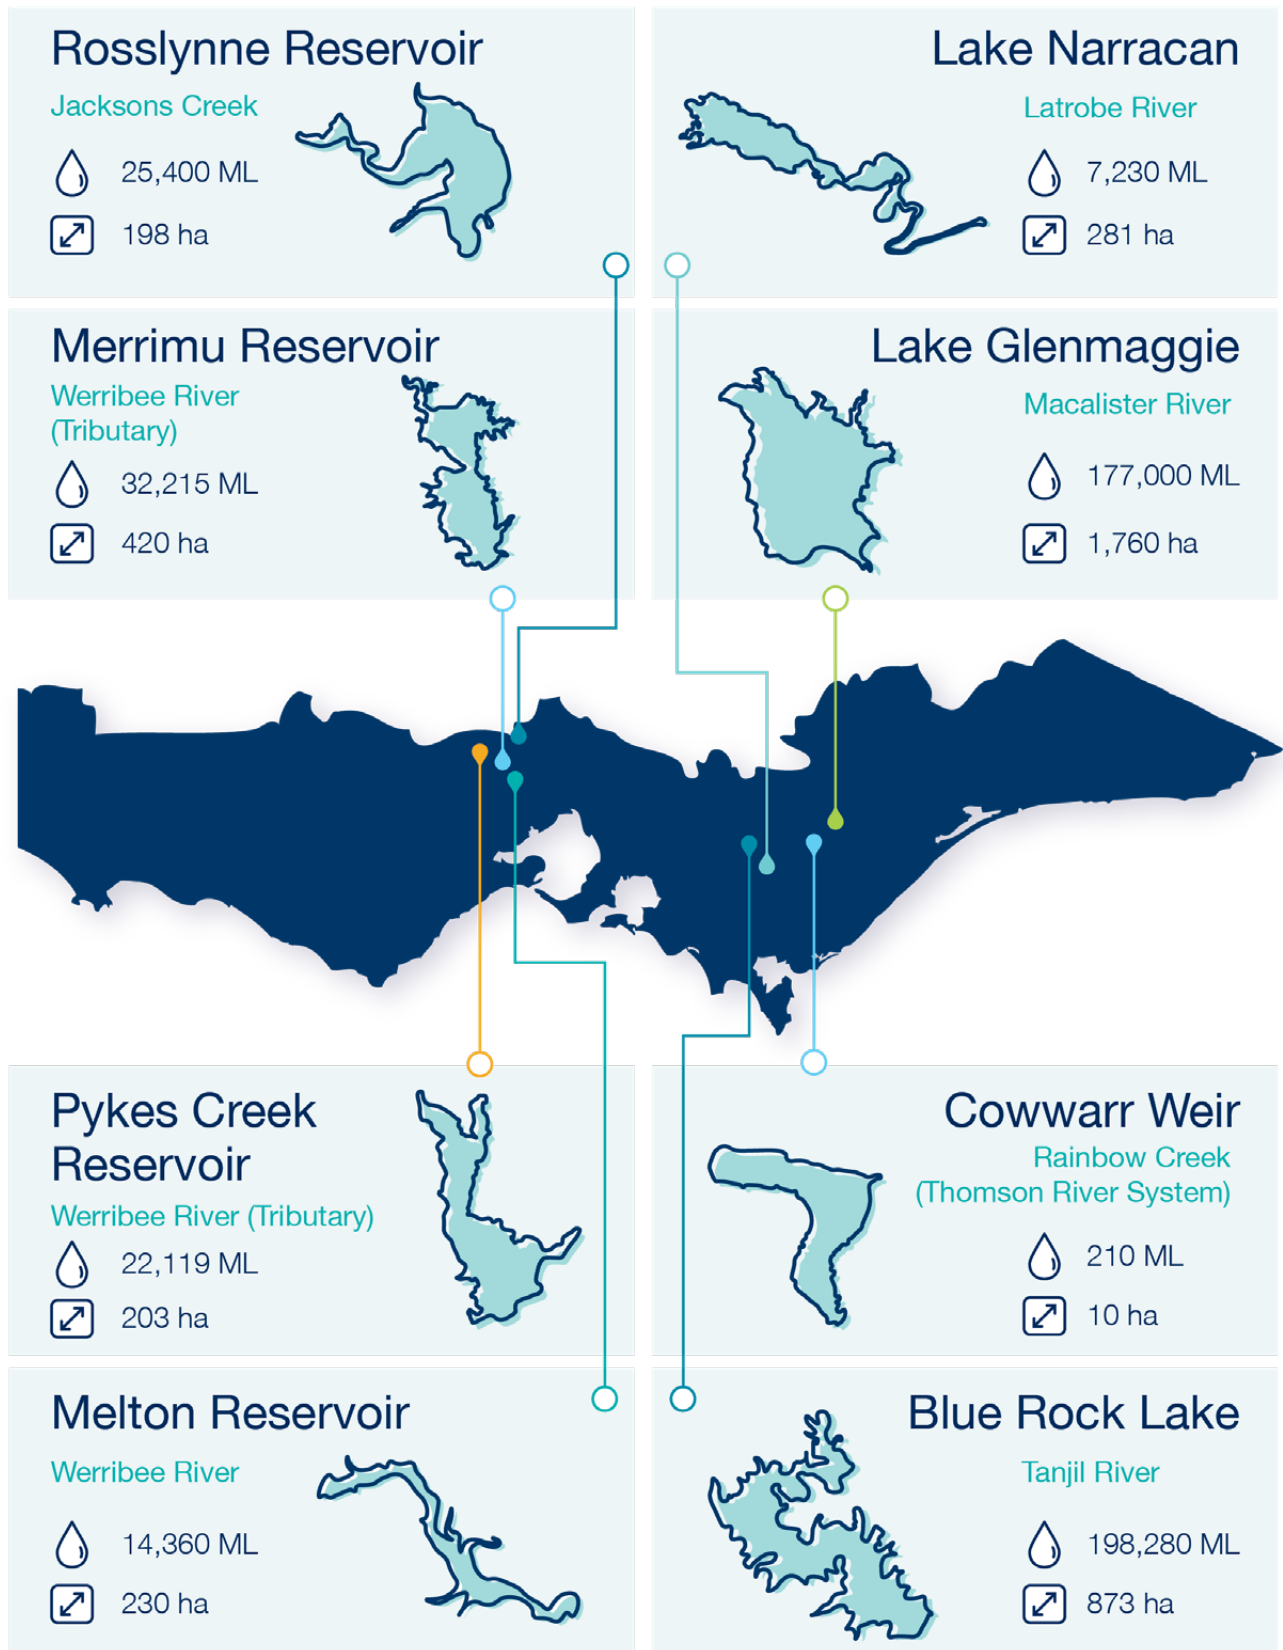 Rosslynne Reservoir
Jacksons Creek
25,400 ML
198 ha
Lake Narracan
Latrobe River
7,230 ML
281 ha
Merrimu Reservoir
Werribee River
(Tributary)
32,215 ML
420 ha
Lake Glenmaggie
Macalister River
177,000 ML
1,760 ha
Pykes Creek
Reservoir
Werribee River (Tributary)
22,119 ML
203 ha
Cowwarr Weir
Rainbow Creek
(Thomson River System)
210 ML
10 ha
Melton Reservoir
Werribee River
14,360 ML
230 ha
Blue Rock Lake
Tanjil River
198,280 ML
873 ha